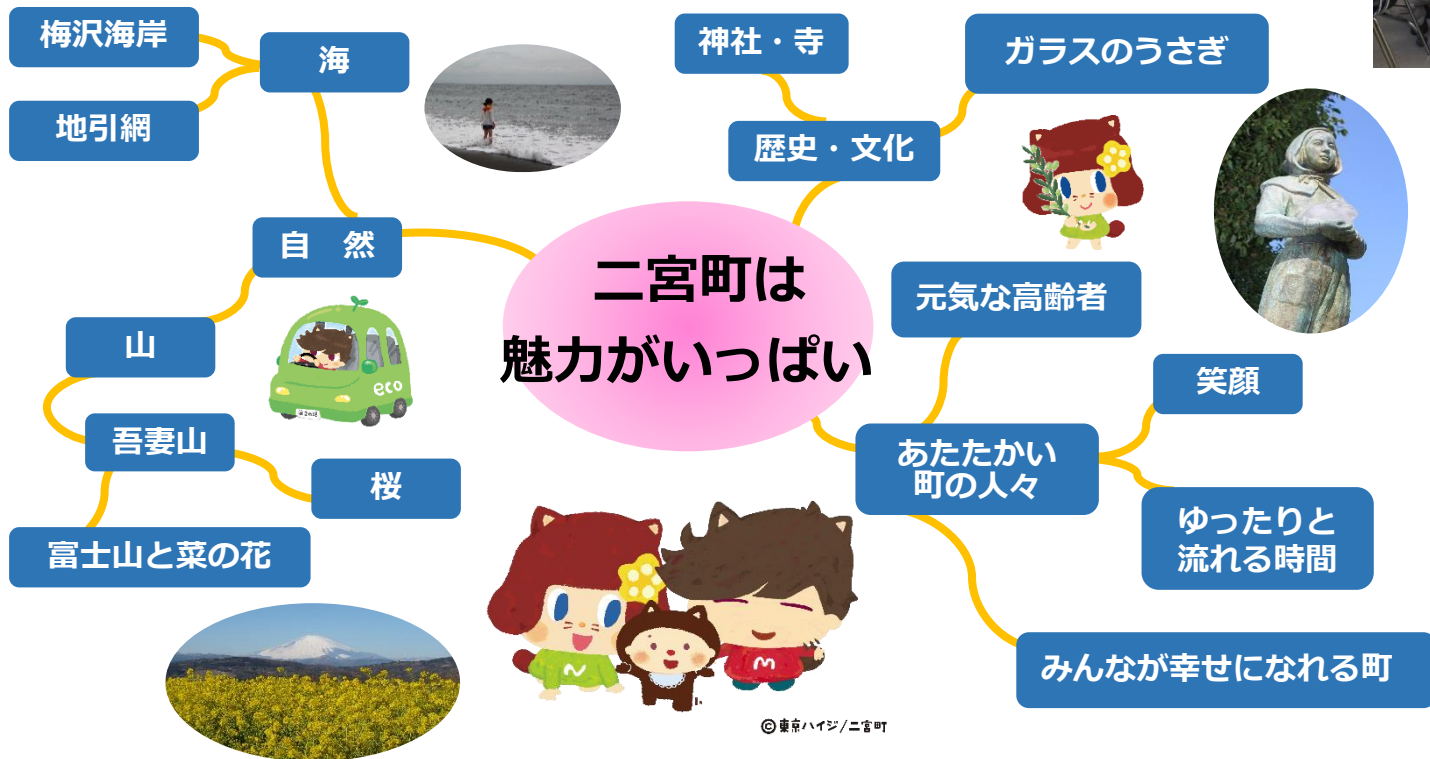 梅沢海岸
海
地引網
自　然
山
吾妻山
桜
富士山と菜の花
eco
二宮町は
魅力がいっぱい
神社・寺
ガラスのうさぎ
歴史・文化
元気な高齢者
あたたかい
町の人々
笑顔
ゆったりと
流れる時間
みんなが幸せになれる町
N
M
©東京ハイジ/二宮町